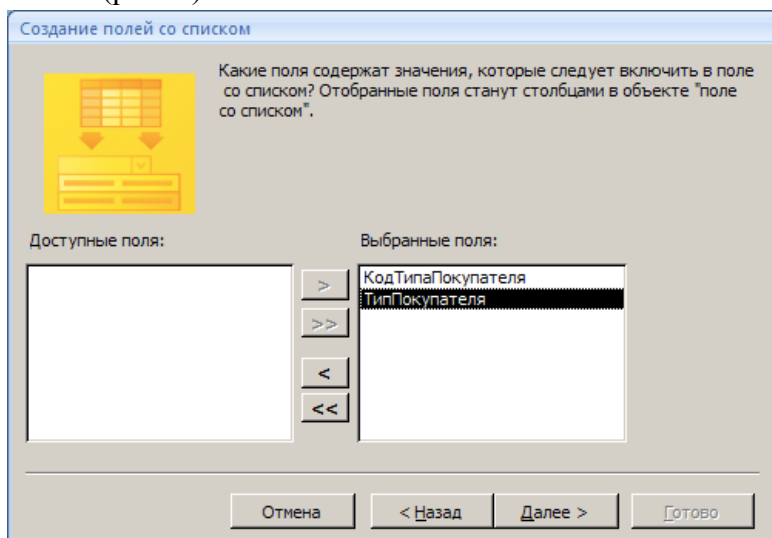 Создание полей со списком
Какие поля содержат значения, которые следует включить в поле
со списком? Отобранные поля станут столбцами в объекте "поле
со списком".
Доступные поля:
Выбранные поля:
КодТипаПокупателя
ТипПокупателя
>
>>
<
<<
Отмена
< Назад
Далее >
Готово